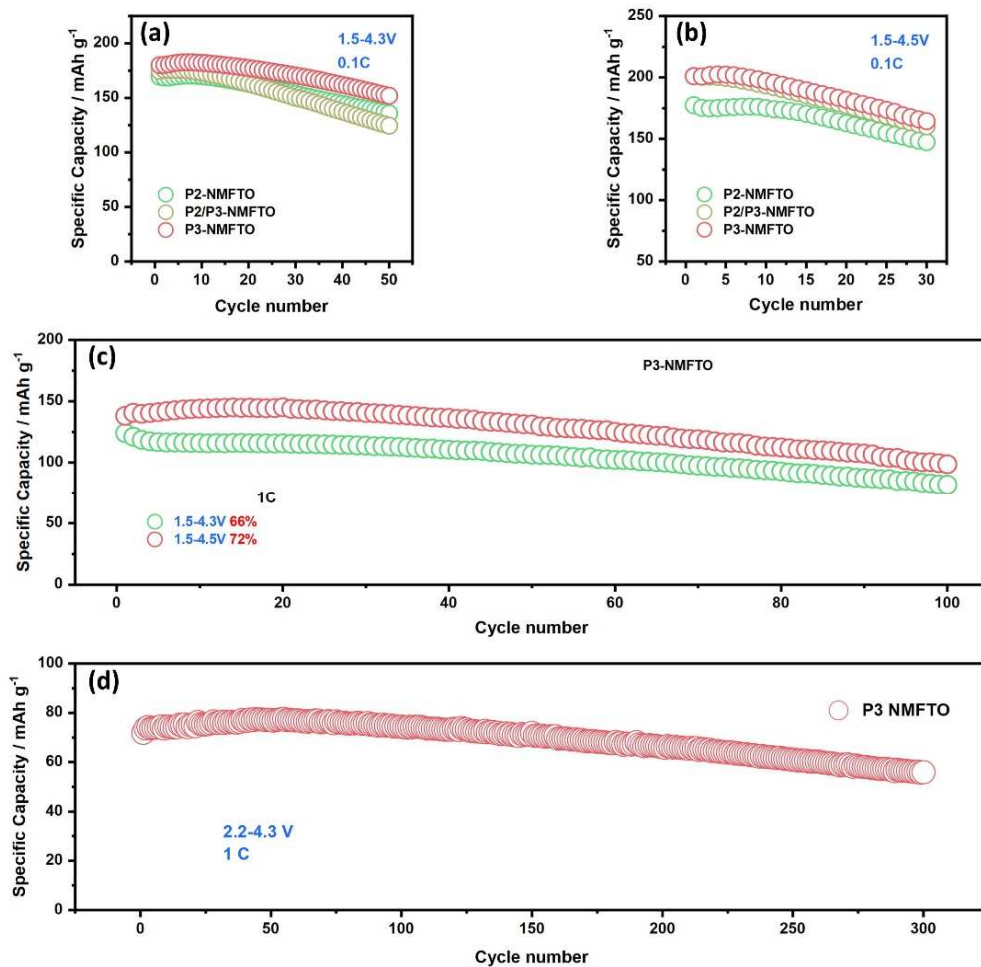 (a)
1.5-4.3V
0.1C
Specific Capacity / mAh g-1
200
150
100
50
0
P2-NMFTO
P2/P3-NMFTO
P3-NMFTO
0 10 20 30 40 50
Cycle number
(b)
1.5-4.5V
0.1C
Specific Capacity / mAh g-1
250
200
150
100
50
P2-NMFTO
P2/P3-NMFTO
P3-NMFTO
0 5 10 15 20 25 30
Cycle number
(c)
P3-NMFTO
Specific Capacity / mAh g-1
200
150
100
50
0
1C
1.5-4.3V 66%
1.5-4.5V 72%
0 20 40 60 80 100
Cycle number
(d)
P3 NMFTO
Specific Capacity / mAh g-1
100
80
60
40
20
0
2.2-4.3 V
1 C
0 50 100 150 200 250 300
Cycle number